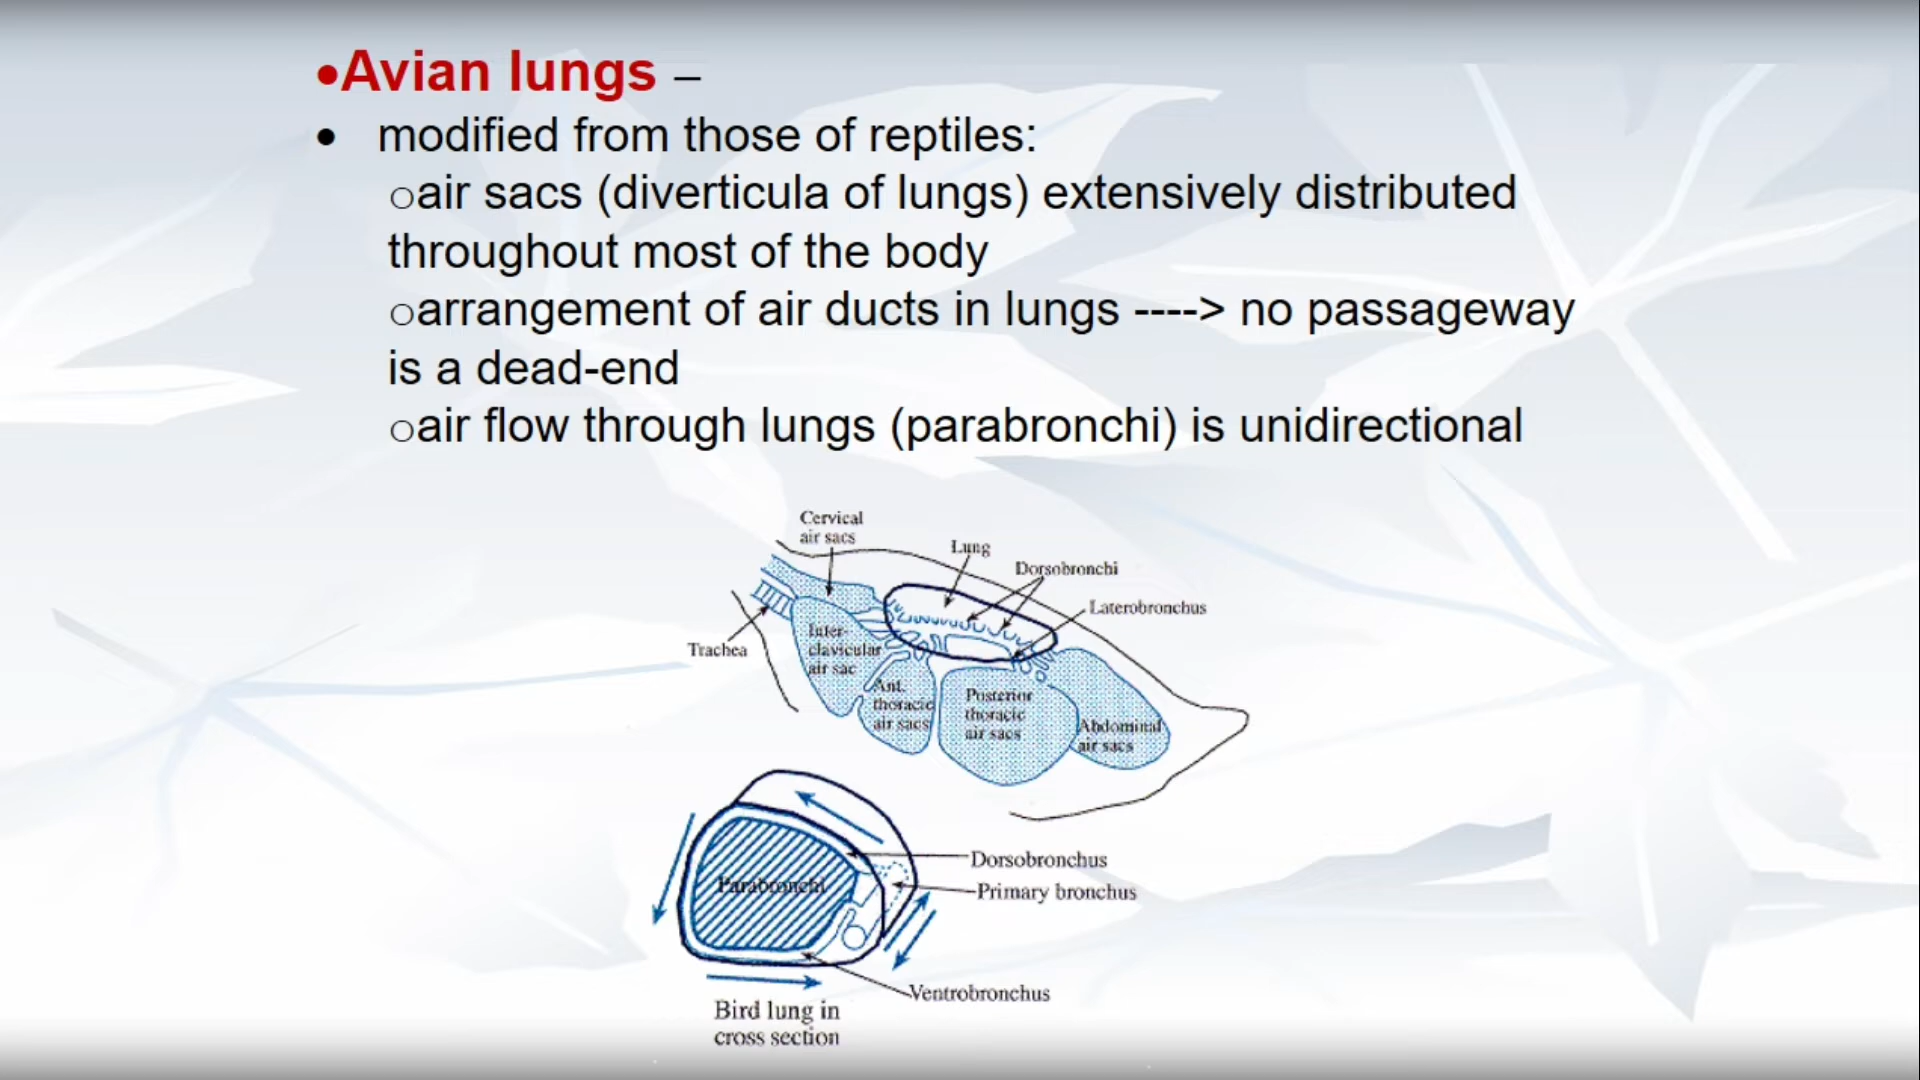 •Avian lungs –
• modified from those of reptiles:
oair sacs (diverticula of lungs) extensively distributed
throughout most of the body
oarrangement of air ducts in lungs ----> no passageway
is a dead-end
oair flow through lungs (parabronchi) is unidirectional
Cervical
air sacs
Lung
Dorsobronchi
Laterobronchus
Trachea
Inter-
clavicular
air sac
Ant.
thoracic
air sacs
Posterior
thoracic
air sacs
Abdominal
air sacs
Parabronchi
Dorsobronchus
Primary bronchus
Ventrobronchus
Bird lung in
cross section